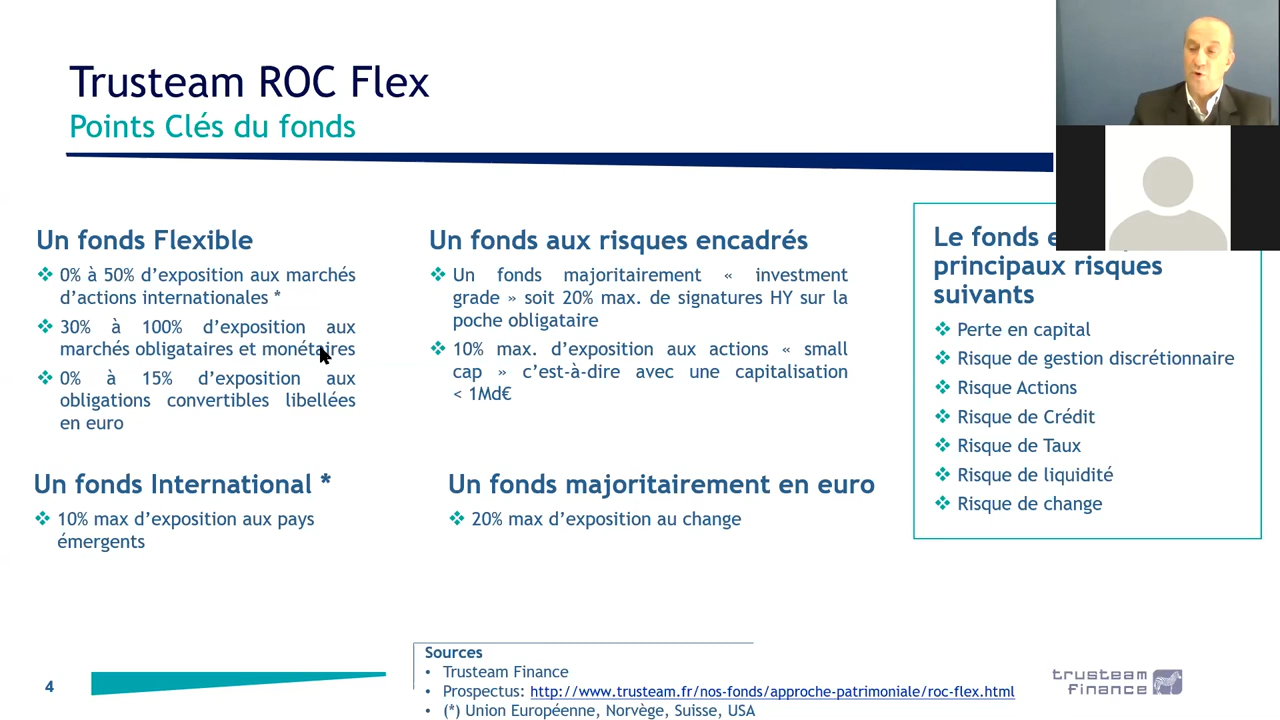 Trusteam ROC Flex
Points Clés du fonds
Un fonds Flexible
0% à 50% d’exposition aux marchés
d’actions internationales *
30% à 100% d’exposition aux
marchés obligataires et monétaires
0% à 15% d’exposition aux
obligations convertibles libellées
en euro
Un fonds aux risques encadrés
Un fonds majoritairement « investment
grade » soit 20% max. de signatures HY sur la
poche obligataire
10% max. d’exposition aux actions « small
cap » c’est-à-dire avec une capitalisation
< 1Md€
Le fonds
principaux risques
suivants
Perte en capital
Risque de gestion discrétionnaire
Risque Actions
Risque de Crédit
Risque de Taux
Risque de liquidité
Risque de change
Un fonds International *
10% max d’exposition aux pays
émergents
Un fonds majoritairement en euro
20% max d’exposition au change
Sources
• Trusteam Finance
• Prospectus: http://www.trusteam.fr/nos-fonds/approche-patrimoniale/roc-flex.html
• (*) Union Européenne, Norvège, Suisse, USA
4
trusteam
finance